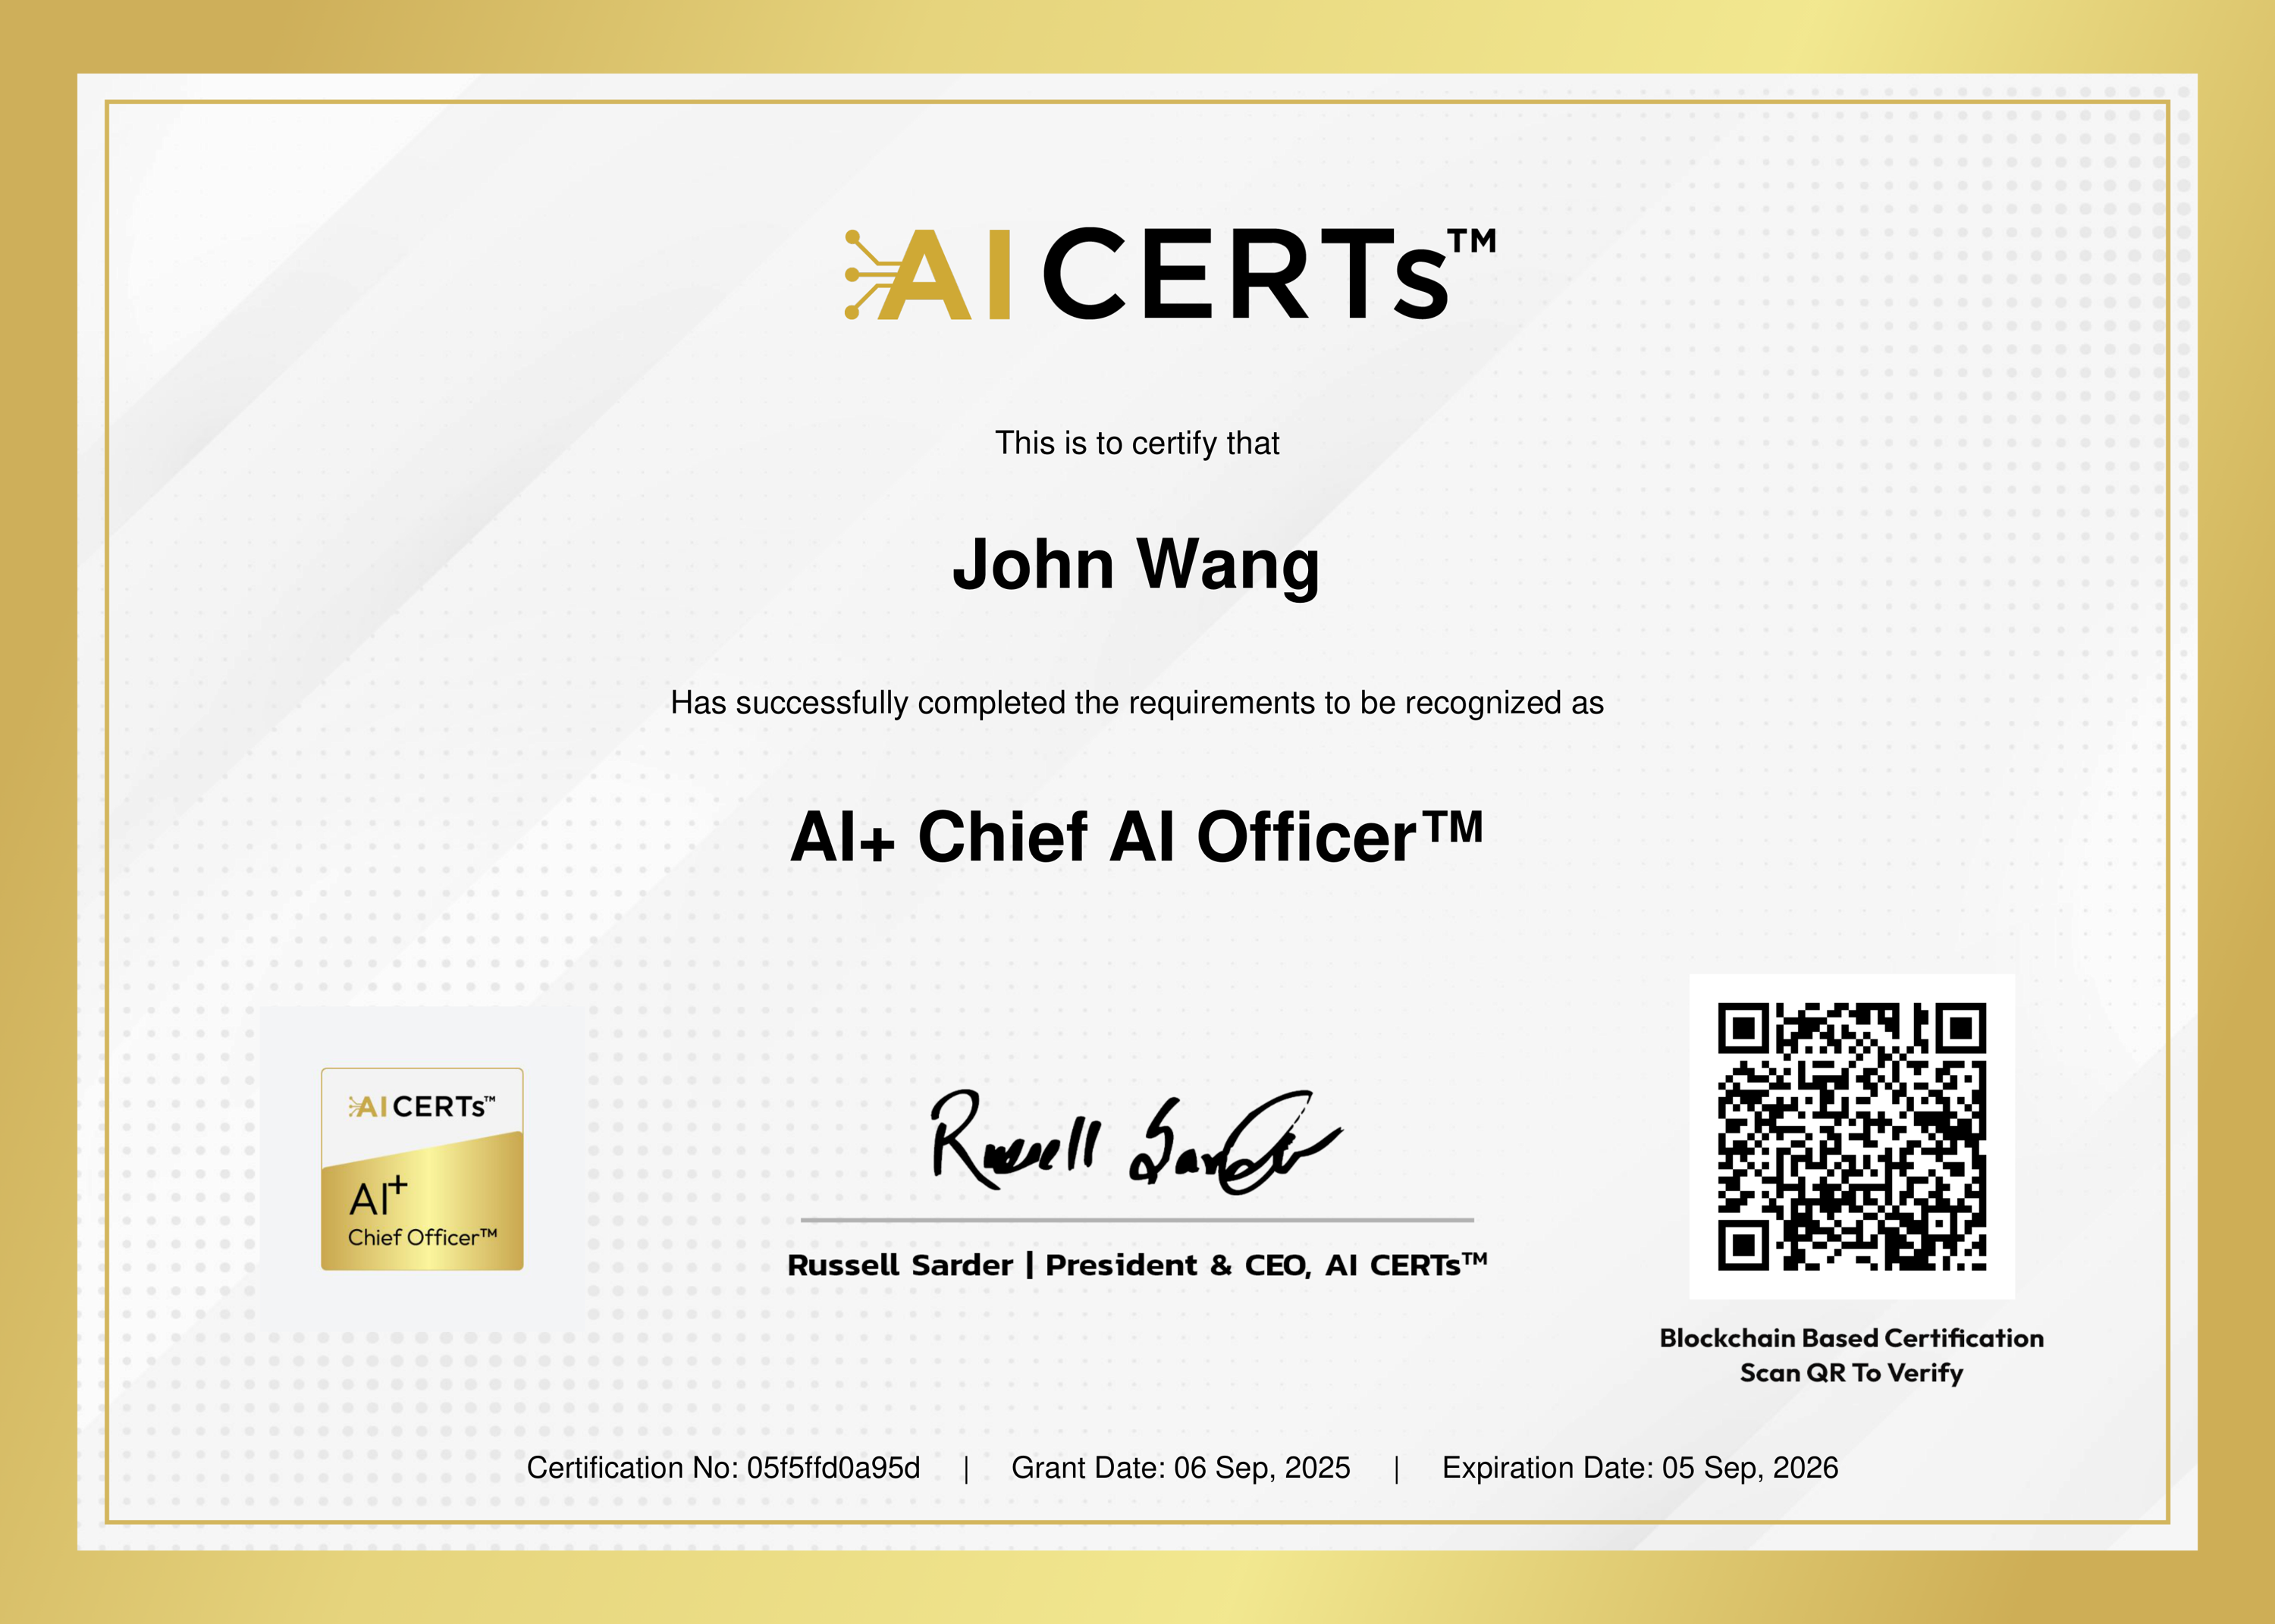 AI CERTs™
This is to certify that
John Wang
Has successfully completed the requirements to be recognized as
AI+ Chief AI Officer™
AI CERTs™
AI+
Chief Officer™
Russell Sarder
Russell Sarder | President & CEO, AI CERTs™
Blockchain Based Certification
Scan QR To Verify
Certification No: 05f5ffd0a95d | Grant Date: 06 Sep, 2025 | Expiration Date: 05 Sep, 2026